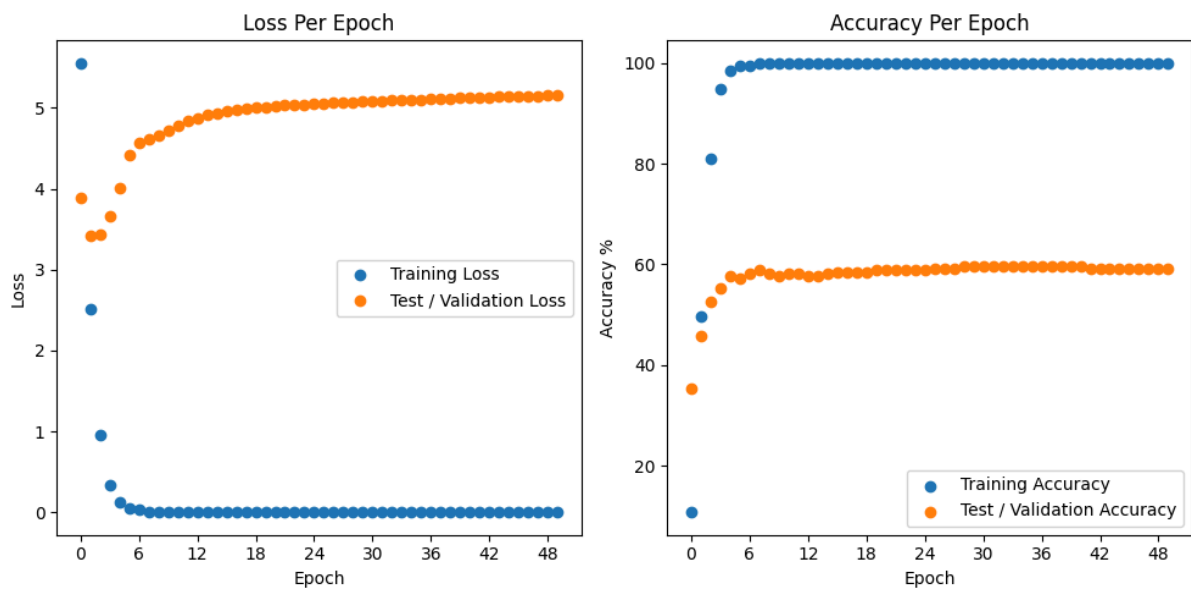 Loss Per Epoch
5
4
3
2
1
0
Loss
Training Loss
Test / Validation Loss
0 6 12 18 24 30 36 42 48
Epoch
Accuracy Per Epoch
100
80
60
40
20
Accuracy %
Training Accuracy
Test / Validation Accuracy
0 6 12 18 24 30 36 42 48
Epoch